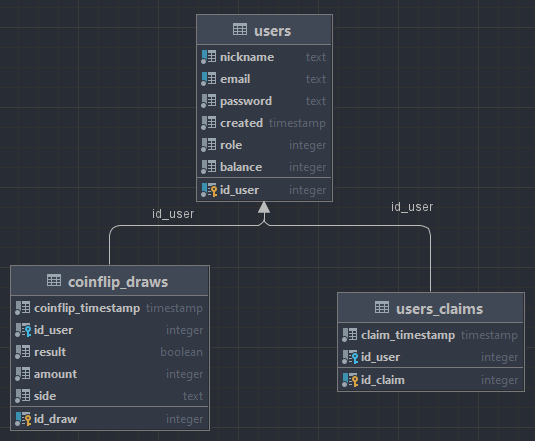 users
nickname text
email text
password text
created timestamp
role integer
balance integer
id_user integer
id_user
id_user
coinflip_draws
coinflip_timestamp timestamp
id_user integer
result boolean
amount integer
side text
id_draw integer
users_claims
claim_timestamp timestamp
id_user integer
id_claim integer